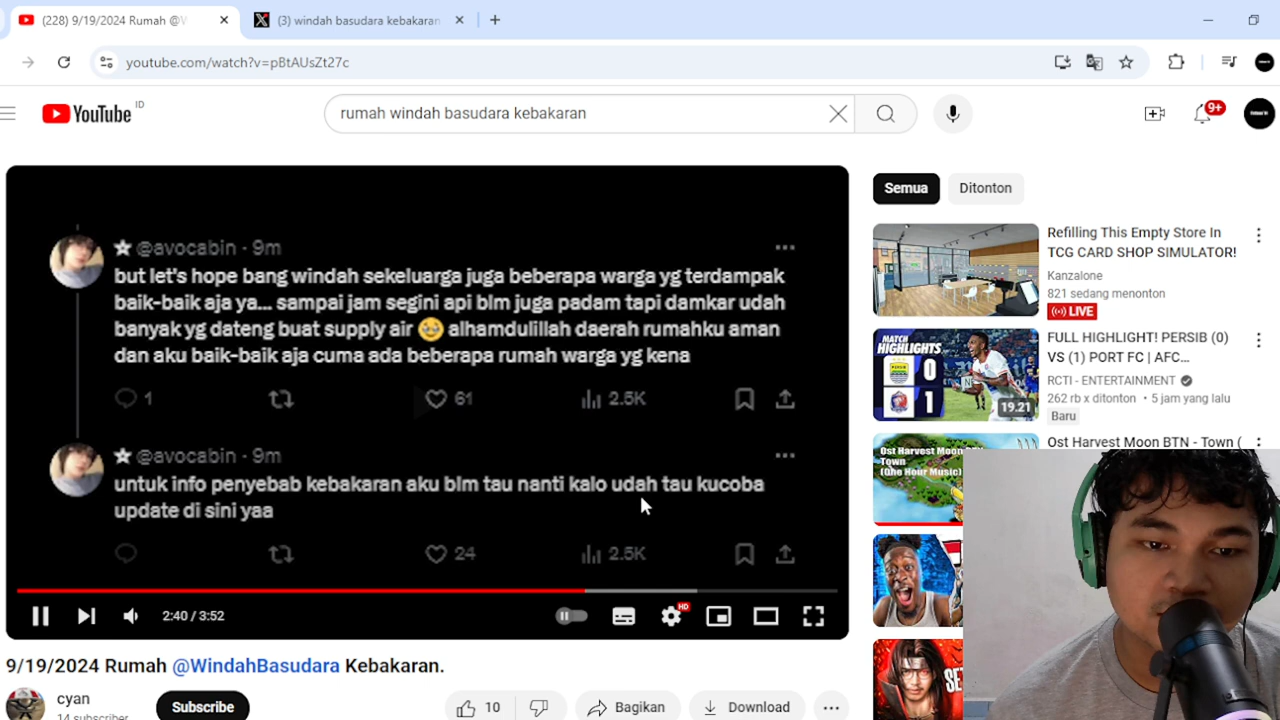 (228) 9/19/2024 Rumah @W
(3) windah basudara kebakaran
youtube.com/watch?v=pBtAUsZt27c
YouTube ID
rumah windah basudara kebakaran
9+
@avocabin · 9m
but let's hope bang windah sekeluarga juga beberapa warga yg terdampak
baik-baik aja ya... sampai jam segini api blm juga padam tapi damkar udah
banyak yg dateng buat supply air 🥹 alhamdulillah daerah rumahku aman
dan aku baik-baik aja cuma ada beberapa rumah warga yg kena
1 61 2.5K
@avocabin · 9m
untuk info penyebab kebakaran aku blm tau nanti kalo udah tau kucoba
update di sini yaa
24 2.5K
2:40 / 3:52
HD
9/19/2024 Rumah @WindahBasudara Kebakaran.
cyan
14 subscriber
Subscribe
10
Bagikan
Download
Semua
Ditonton
Refilling This Empty Store In
TCG CARD SHOP SIMULATOR!
Kanzalone
821 sedang menonton
LIVE
MATCH
HIGHLIGHTS
0
1
19.21
FULL HIGHLIGHT! PERSIB (0)
VS (1) PORT FC | AFC...
RCTI - ENTERTAINMENT
262 rb x ditonton • 5 jam yang lalu
Baru
Ost Harvest Moon BTN -
Town
(One Hour Music)
Ost Harvest Moon BTN - Town (